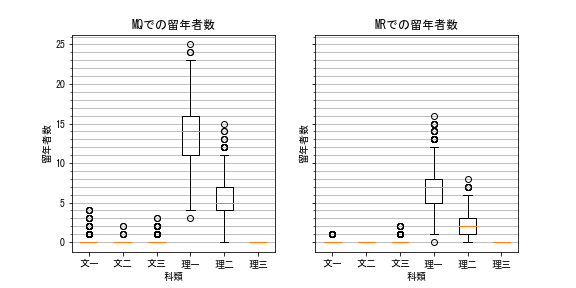 MQでの留年者数
MRでの留年者数
留年者数
25
20
15
10
5
0
文一 文二 文三 理一 理二 理三
科類
留年者数
文一 文二 文三 理一 理二 理三
科類